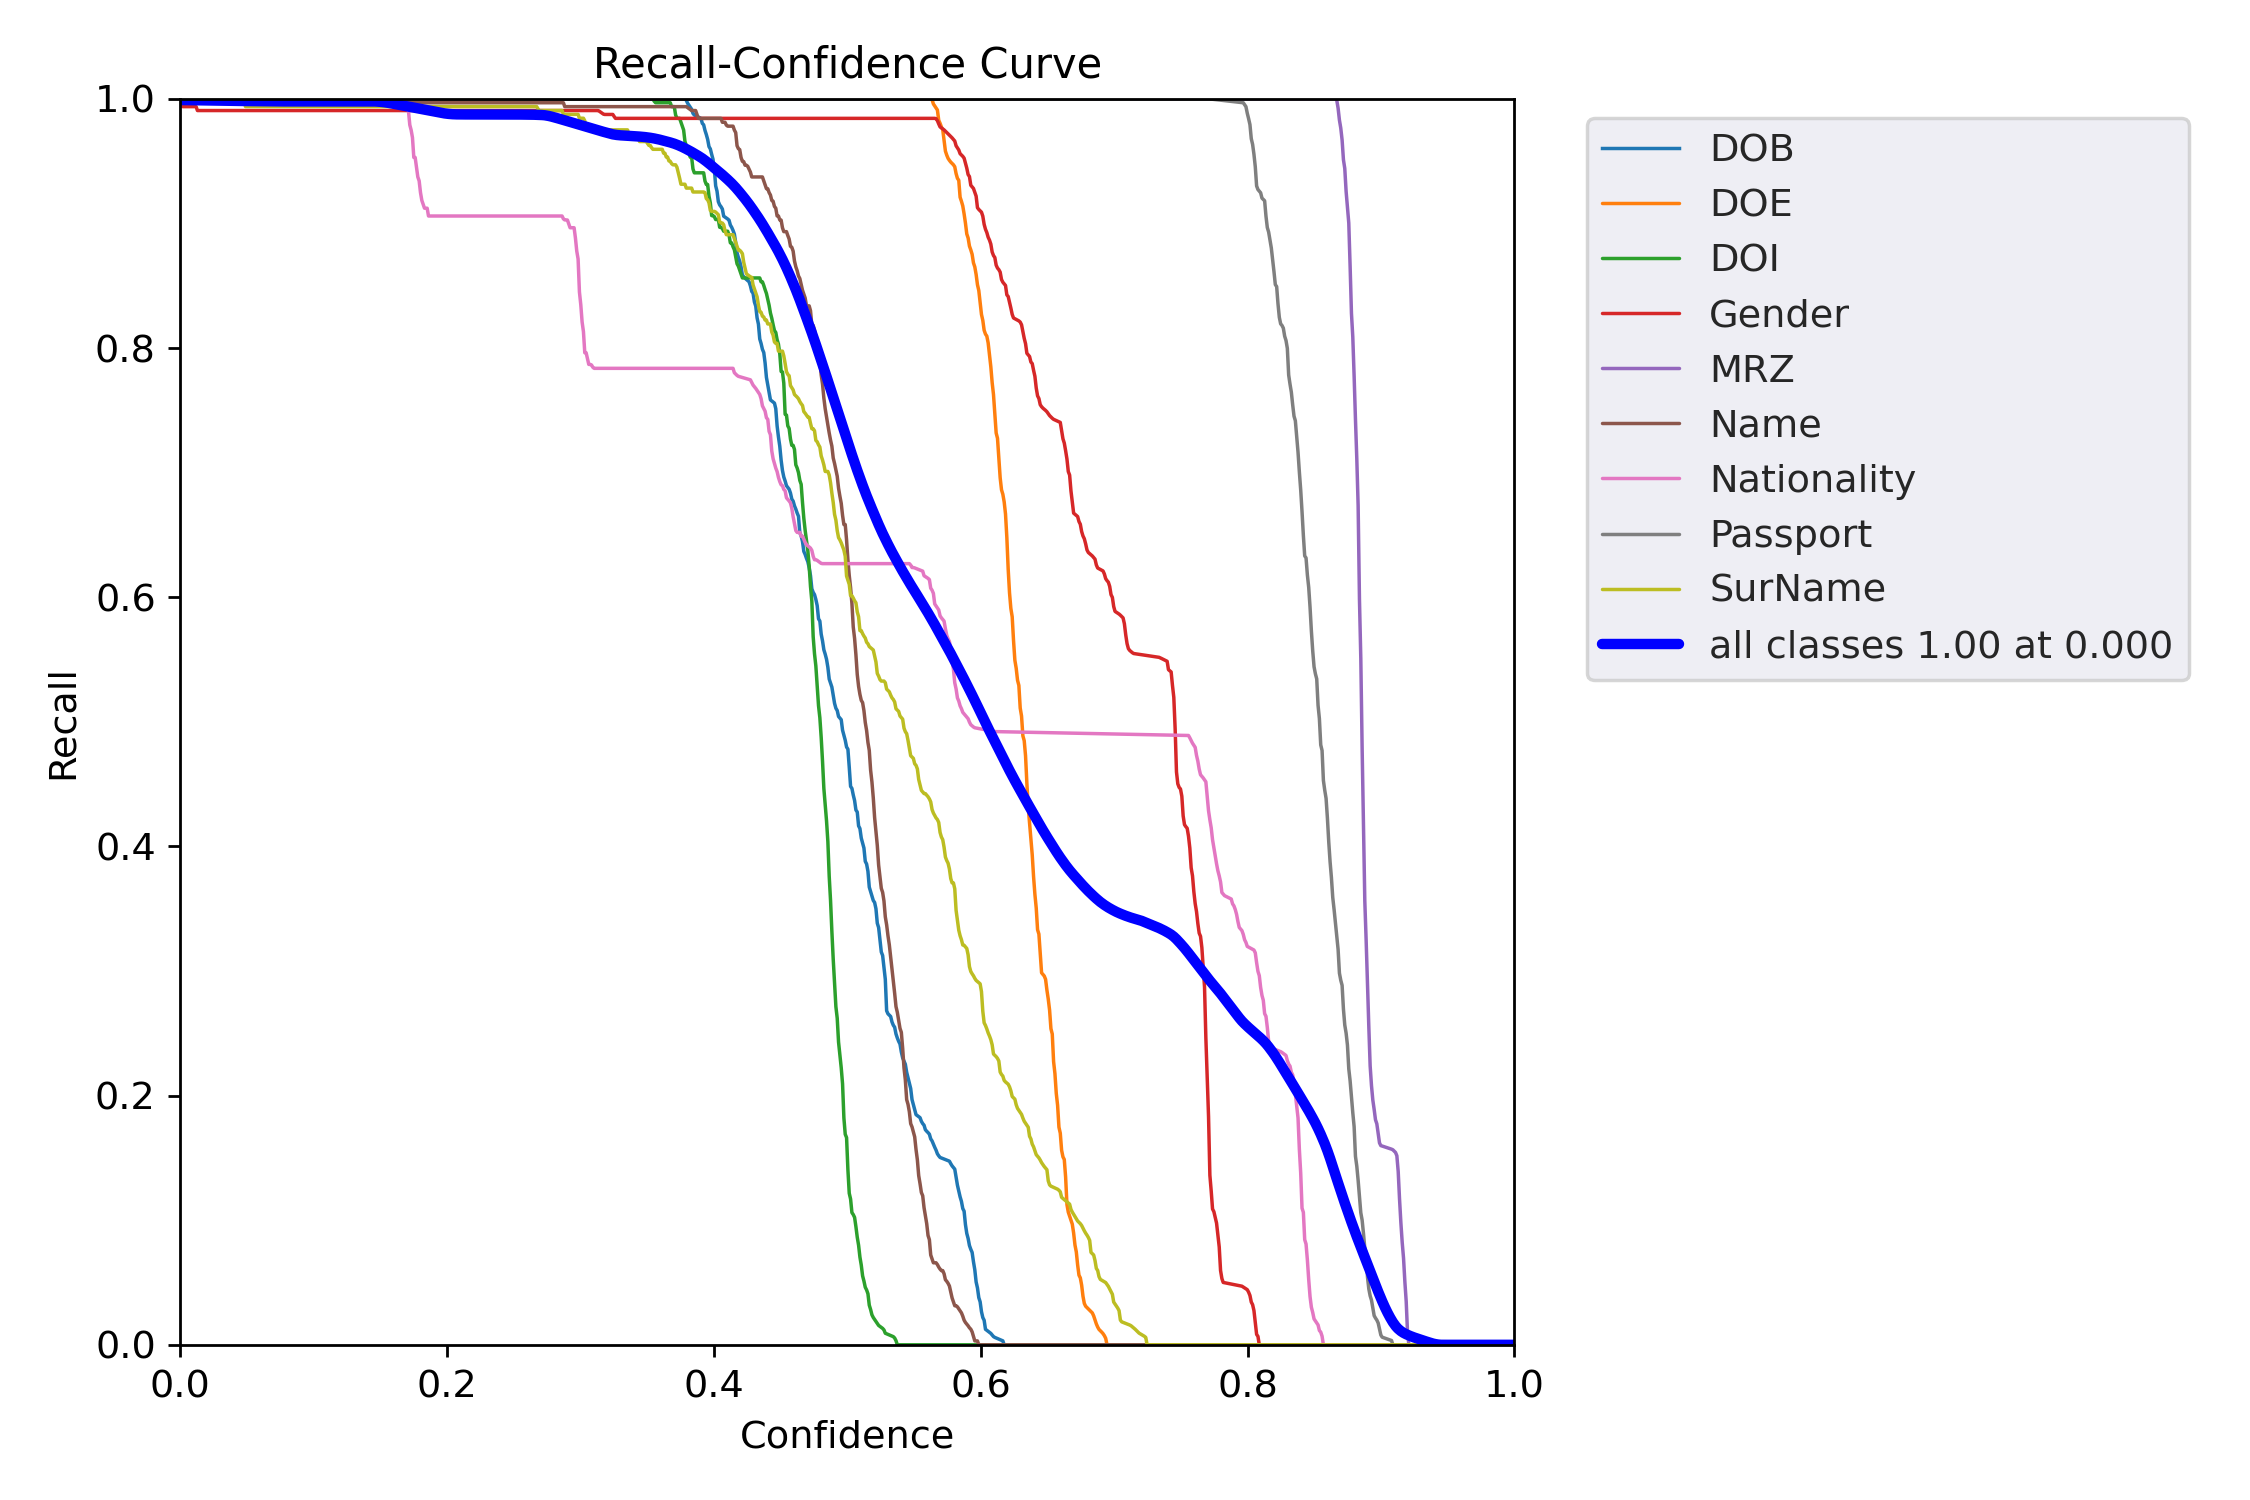 Recall-Confidence Curve
1.0
0.8
0.6
0.4
0.2
0.0
Recall
0.0 0.2 0.4 0.6 0.8 1.0
Confidence
DOB
DOE
DOI
Gender
MRZ
Name
Nationality
Passport
SurName
all classes 1.00 at 0.000